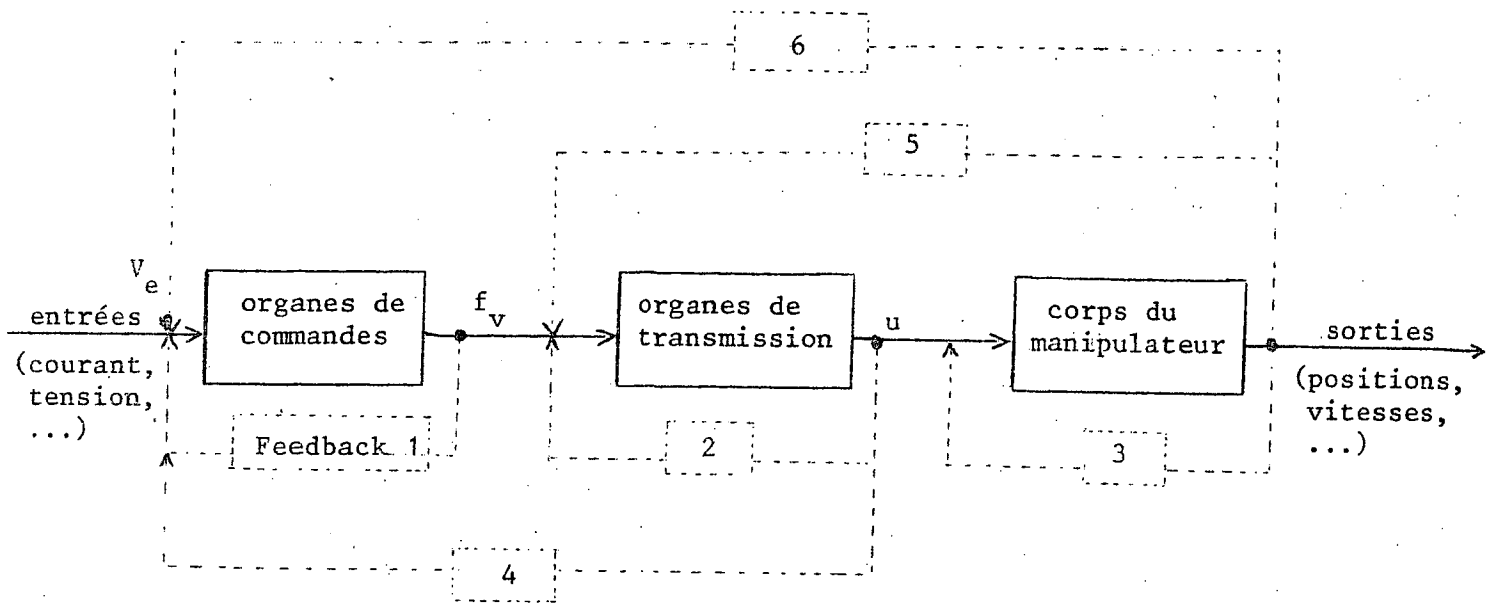 6
5
V
e
entrées
(courant,
tension,
...)
organes de
commandes
f
v
organes de
transmission
u
corps du
manipulateur
sorties
(positions,
vitesses,
...)
Feedback 1
2
3
4